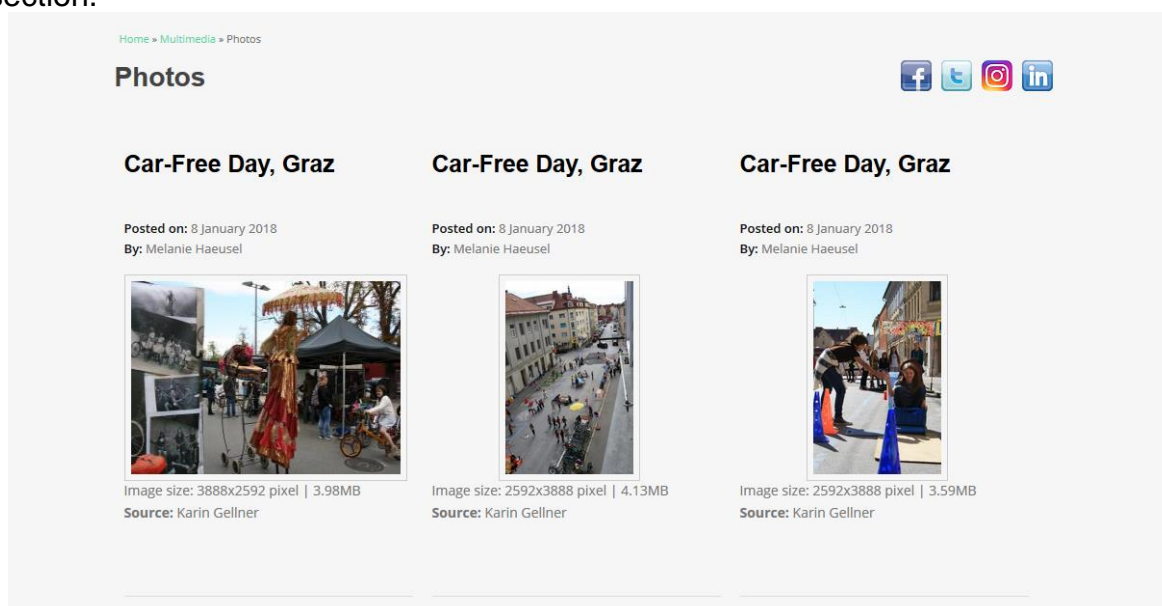 section.
Home » Multimedia » Photos
Photos
Car-Free Day, Graz
Posted on: 8 January 2018
By: Melanie Haeusel
Image size: 3888x2592 pixel | 3.98MB
Source: Karin Gellner
Car-Free Day, Graz
Posted on: 8 January 2018
By: Melanie Haeusel
Image size: 2592x3888 pixel | 4.13MB
Source: Karin Gellner
Car-Free Day, Graz
Posted on: 8 January 2018
By: Melanie Haeusel
Image size: 2592x3888 pixel | 3.59MB
Source: Karin Gellner